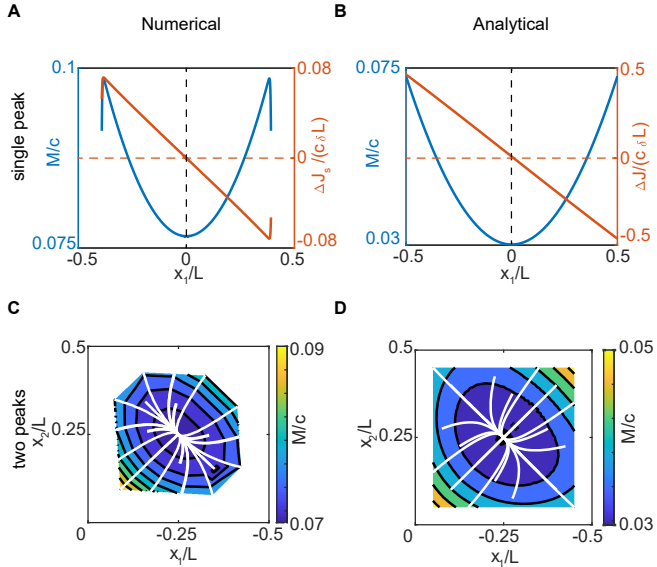 A
Numerical
B
Analytical
single peak
M/c
0.1
0.075
0.08
0
-0.08
ΔJs/(c δ L)
-0.5
0
0.5
x1/L
M/c
0.075
0.03
0.5
0
-0.5
ΔJ/(c δ L)
-0.5
0
0.5
x1/L
C
D
two peaks
x2/L
0.5
0.25
0
0
-0.25
-0.5
x1/L
0.09
0.07
M/c
x2/L
0.5
0.25
0
0
-0.25
-0.5
x1/L
0.05
0.03
M/c